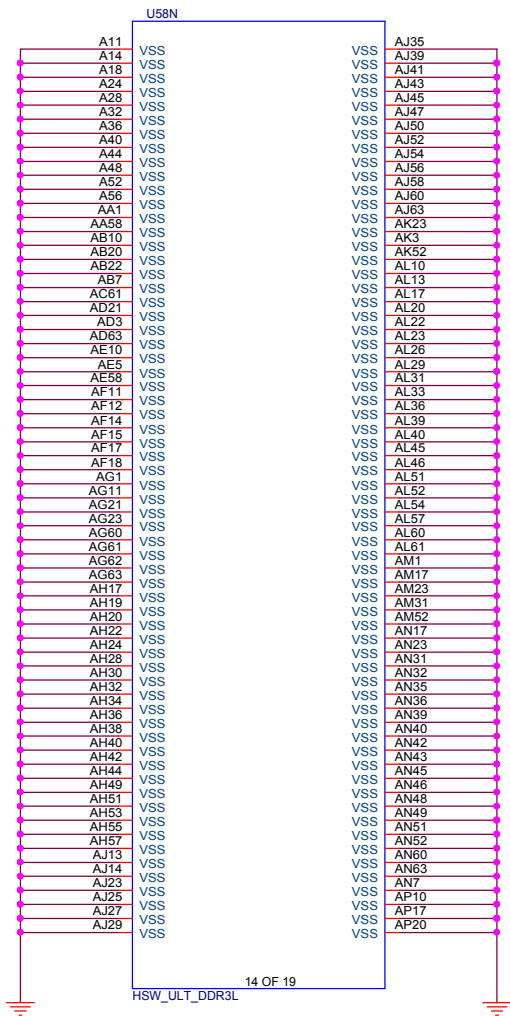 U58N
A11 VSS VSS AJ35
A14 VSS VSS AJ39
A18 VSS VSS AJ41
A24 VSS VSS AJ43
A28 VSS VSS AJ45
A32 VSS VSS AJ47
A36 VSS VSS AJ50
A40 VSS VSS AJ52
A44 VSS VSS AJ54
A48 VSS VSS AJ56
A52 VSS VSS AJ58
A56 VSS VSS AJ60
AA1 VSS VSS AJ63
AA58 VSS VSS AK23
AB10 VSS VSS AK3
AB20 VSS VSS AK52
AB22 VSS VSS AL10
AB7 VSS VSS AL13
AC61 VSS VSS AL17
AD21 VSS VSS AL20
AD3 VSS VSS AL22
AD63 VSS VSS AL23
AE10 VSS VSS AL26
AE5 VSS VSS AL29
AE58 VSS VSS AL31
AF11 VSS VSS AL33
AF12 VSS VSS AL36
AF14 VSS VSS AL39
AF15 VSS VSS AL40
AF17 VSS VSS AL45
AF18 VSS VSS AL46
AG1 VSS VSS AL51
AG11 VSS VSS AL52
AG21 VSS VSS AL54
AG23 VSS VSS AL57
AG60 VSS VSS AL60
AG61 VSS VSS AL61
AG62 VSS VSS AM1
AG63 VSS VSS AM17
AH17 VSS VSS AM23
AH19 VSS VSS AM31
AH20 VSS VSS AM52
AH22 VSS VSS AN17
AH24 VSS VSS AN23
AH28 VSS VSS AN31
AH30 VSS VSS AN32
AH32 VSS VSS AN35
AH34 VSS VSS AN36
AH36 VSS VSS AN39
AH38 VSS VSS AN40
AH40 VSS VSS AN42
AH42 VSS VSS AN43
AH44 VSS VSS AN45
AH49 VSS VSS AN46
AH51 VSS VSS AN48
AH53 VSS VSS AN49
AH55 VSS VSS AN51
AH57 VSS VSS AN52
AJ13 VSS VSS AN60
AJ14 VSS VSS AN63
AJ23 VSS VSS AN7
AJ25 VSS VSS AP10
AJ27 VSS VSS AP17
AJ29 VSS VSS AP20
14 OF 19
HSW_ULT_DDR3L